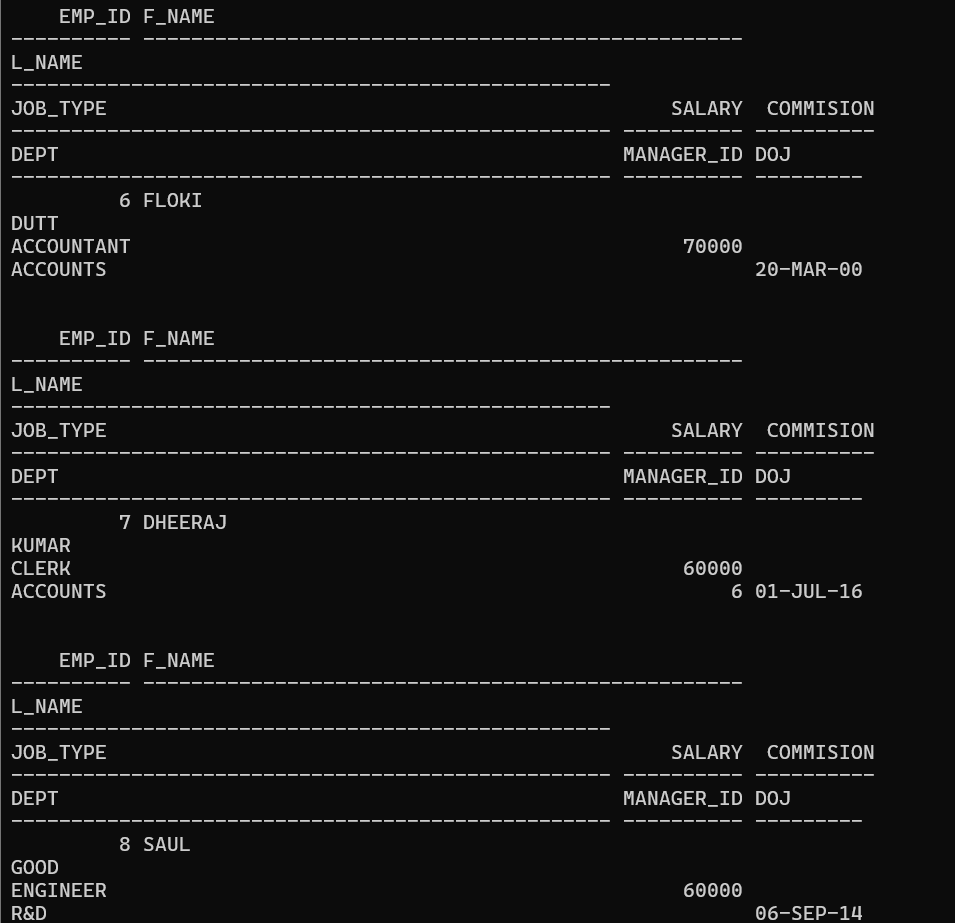 EMP_ID F_NAME
---------- --------------------------------------------------
L_NAME
--------------------------------------------------
JOB_TYPE                                               SALARY  COMMISION
-------------------------------------------------- ---------- ----------
DEPT                                               MANAGER_ID DOJ
-------------------------------------------------- ---------- ---------
         6 FLOKI
DUTT
ACCOUNTANT                                              70000
ACCOUNTS                                                      20-MAR-00

    EMP_ID F_NAME
---------- --------------------------------------------------
L_NAME
--------------------------------------------------
JOB_TYPE                                               SALARY  COMMISION
-------------------------------------------------- ---------- ----------
DEPT                                               MANAGER_ID DOJ
-------------------------------------------------- ---------- ---------
         7 DHEERAJ
KUMAR
CLERK                                                   60000
ACCOUNTS                                                    6 01-JUL-16

    EMP_ID F_NAME
---------- --------------------------------------------------
L_NAME
--------------------------------------------------
JOB_TYPE                                               SALARY  COMMISION
-------------------------------------------------- ---------- ----------
DEPT                                               MANAGER_ID DOJ
-------------------------------------------------- ---------- ---------
         8 SAUL
GOOD
ENGINEER                                                60000
R&D                                                           06-SEP-14